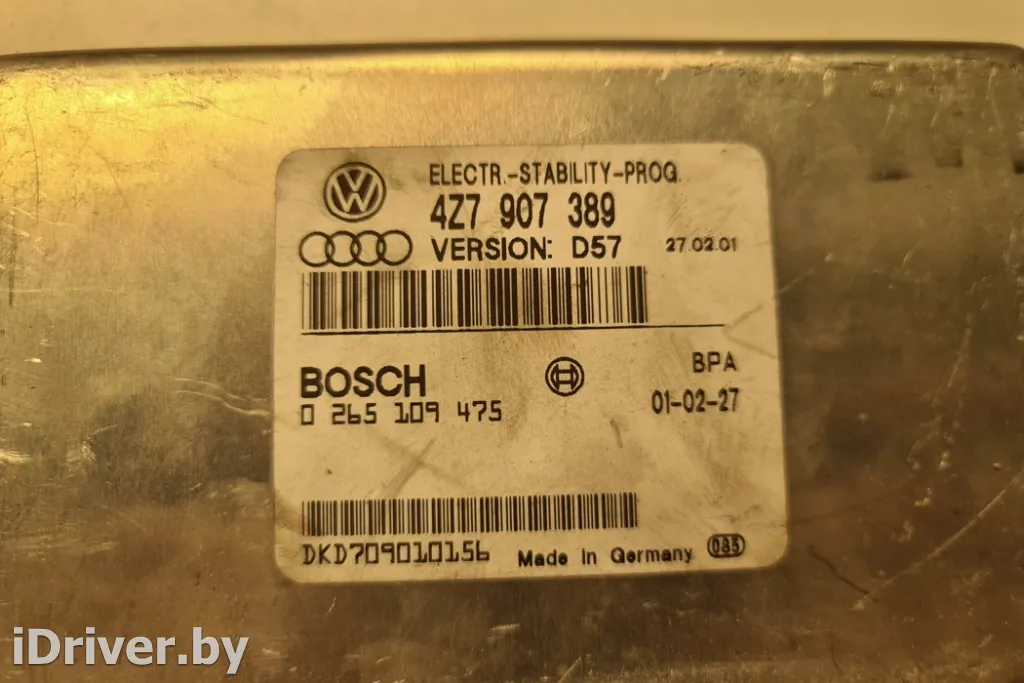 ELECTR.-STABILITY-PROG.
4Z7 907 389
VERSION: D57 27.02.01
BOSCH
BPA
0 265 109 475
01-02-27
DKD709010156
Made in Germany 085
iDriver.by